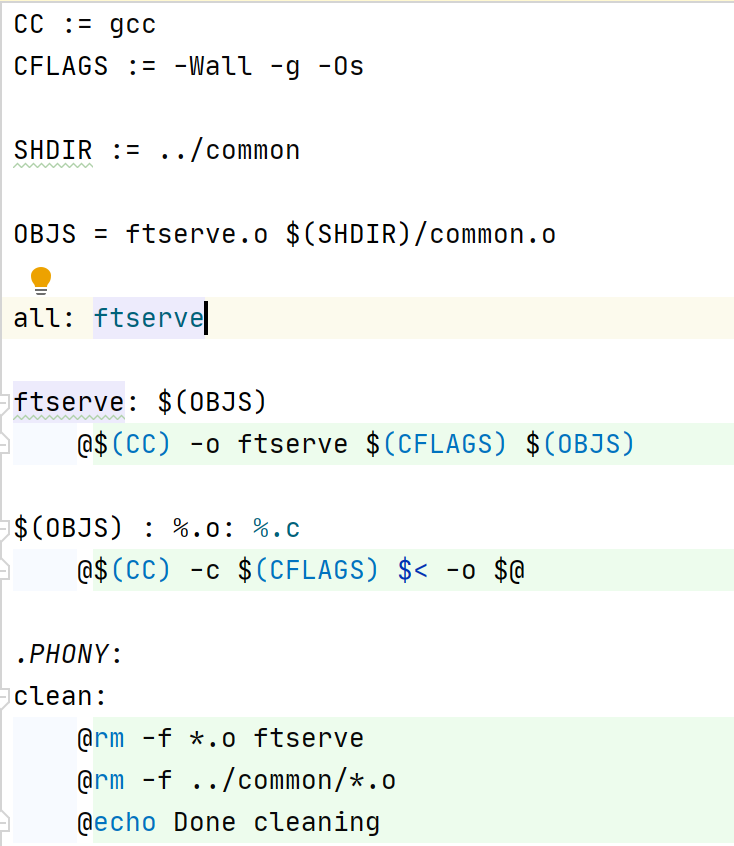 CC := gcc
CFLAGS := -Wall -g -Os
SHDIR := ../common
OBJS = ftserve.o $(SHDIR)/common.o
all: ftserve
ftserve: $(OBJS)
@$(CC) -o ftserve $(CFLAGS) $(OBJS)
$(OBJS) : %.o: %.c
@$(CC) -c $(CFLAGS) $< -o $@
.PHONY:
clean:
@rm -f *.o ftserve
@rm -f ../common/*.o
@echo Done cleaning